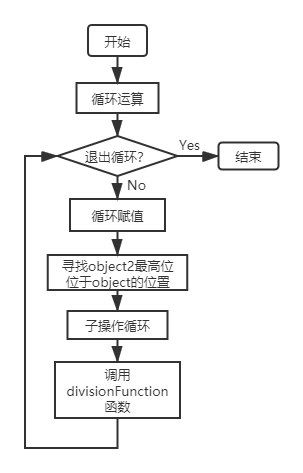 开始
循环运算
退出循环？
Yes
结束
No
循环赋值
寻找object2最高位
位于object的位置
子操作循环
调用
divisionFunction
函数